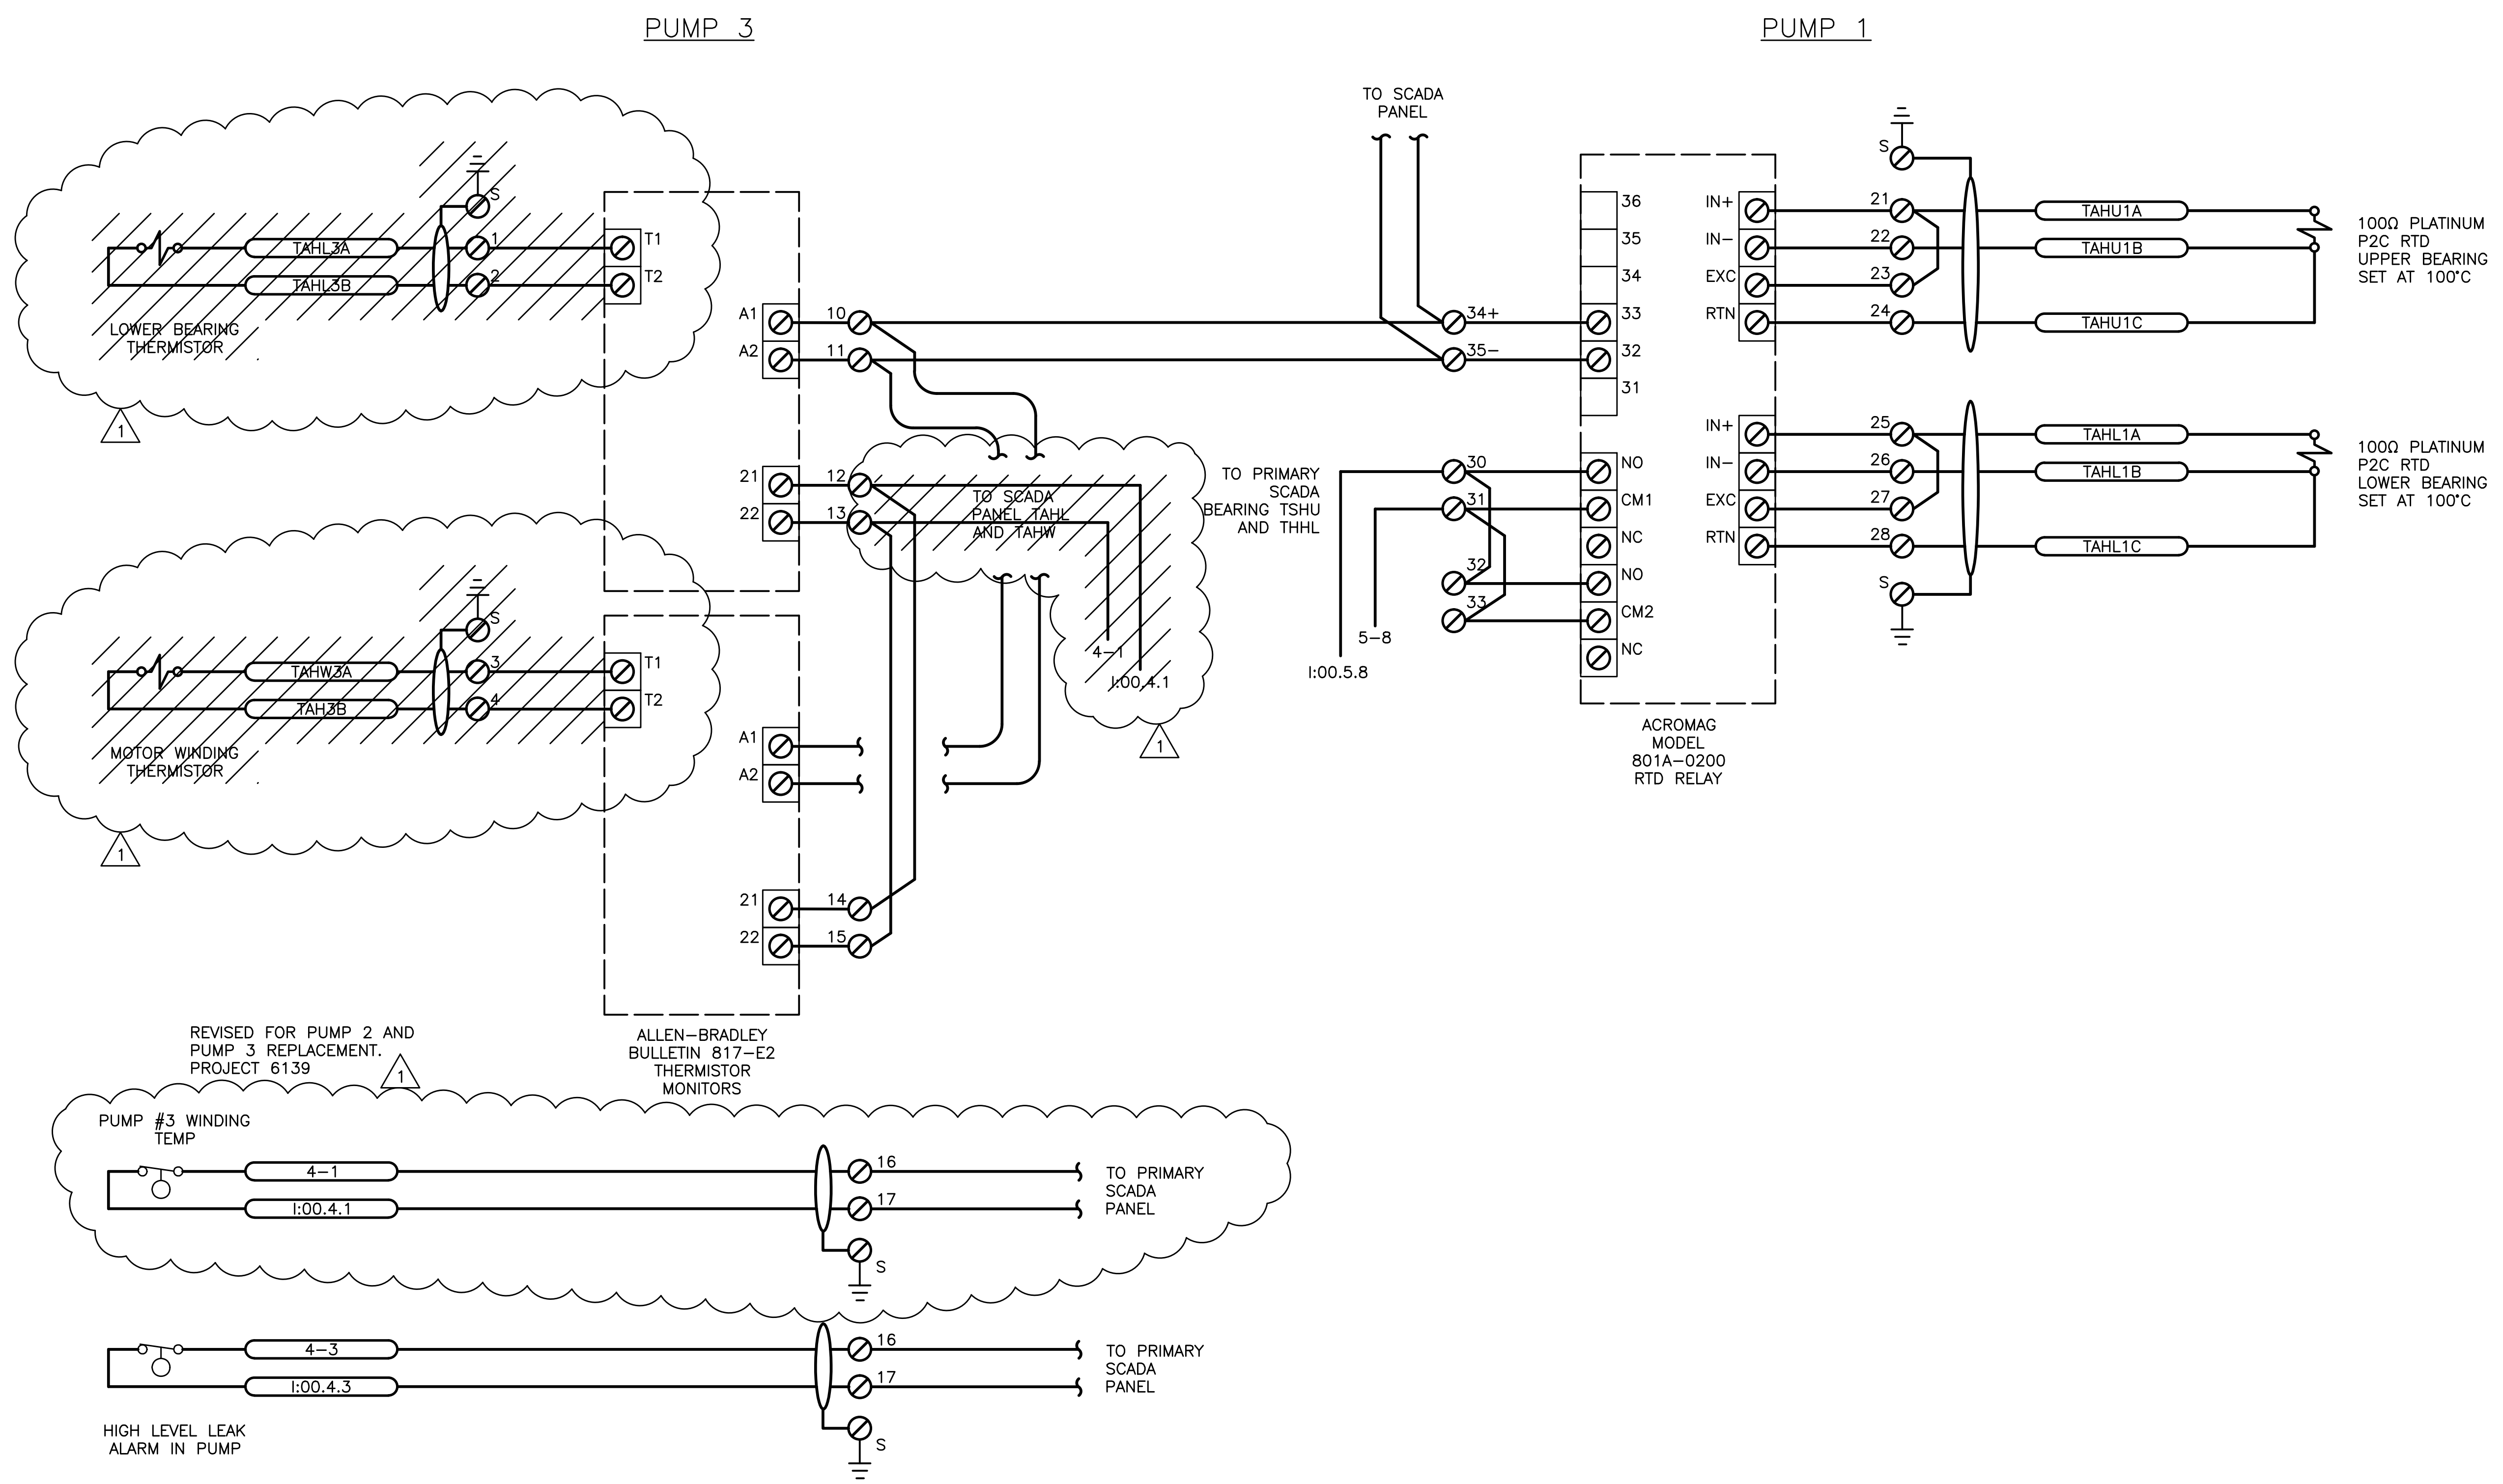 PUMP 3
PUMP 1
TO SCADA
PANEL
S
TAHL3A
1
T1
TAHL3B
2
T2
LOWER BEARING
THERMISTOR
1
A1
10
A2
11
21
12
22
13
TO SCADA
PANEL TAHL
AND TAHW
4-1
I:00.4.1
1
S
TAHW3A
3
T1
TAH3B
4
T2
MOTOR WINDING
THERMISTOR
1
A1
A2
21
14
22
15
ALLEN-BRADLEY
BULLETIN 817-E2
THERMISTOR
MONITORS
34+
35-
36
35
34
33
32
31
TO PRIMARY
SCADA
BEARING TSHU
AND THHL
30
31
32
33
5-8
I:00.5.8
NO
CM1
NC
NO
CM2
NC
ACROMAG
MODEL
801A-0200
RTD RELAY
S
IN+
21
TAHU1A
IN-
22
TAHU1B
EXC
23
RTN
24
TAHU1C
100Ω PLATINUM
P2C RTD
UPPER BEARING
SET AT 100°C
IN+
25
TAHL1A
IN-
26
TAHL1B
EXC
27
RTN
28
TAHL1C
S
100Ω PLATINUM
P2C RTD
LOWER BEARING
SET AT 100°C
REVISED FOR PUMP 2 AND
PUMP 3 REPLACEMENT.
PROJECT 6139
1
PUMP #3 WINDING
TEMP
4-1
16
I:00.4.1
17
S
TO PRIMARY
SCADA
PANEL
4-3
16
I:00.4.3
17
S
TO PRIMARY
SCADA
PANEL
HIGH LEVEL LEAK
ALARM IN PUMP